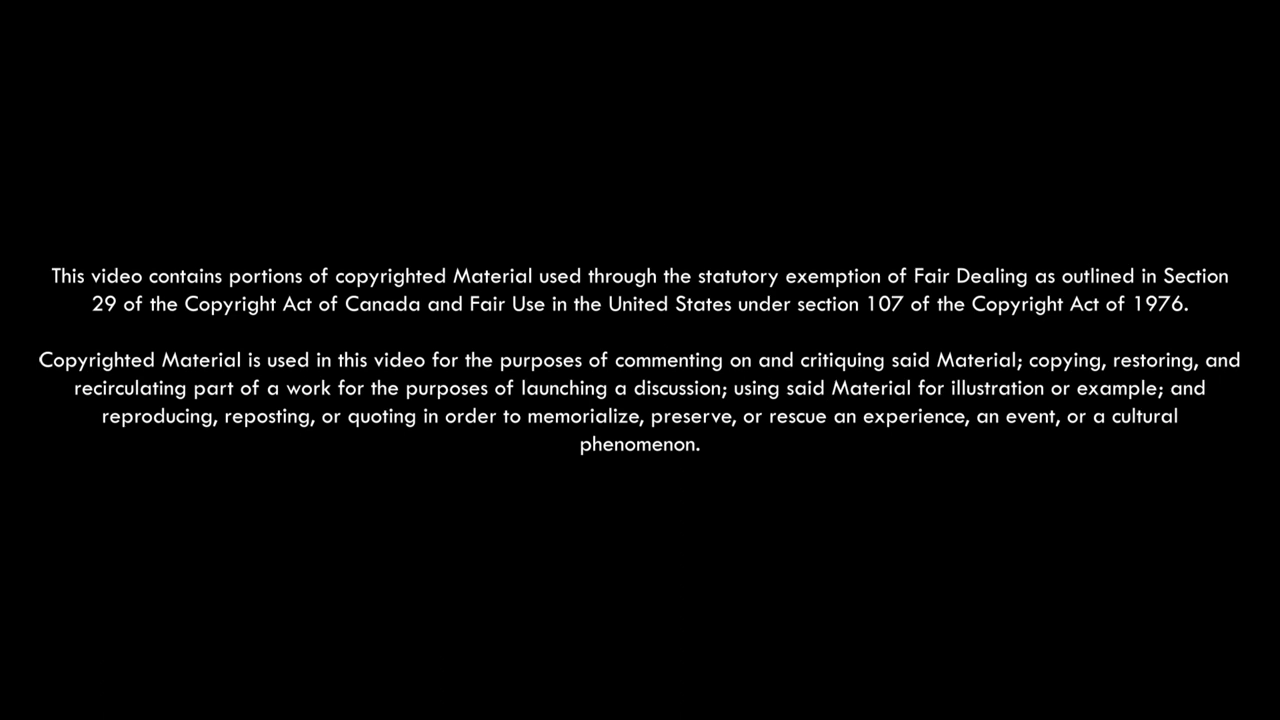 This video contains portions of copyrighted Material used through the statutory exemption of Fair Dealing as outlined in Section
29 of the Copyright Act of Canada and Fair Use in the United States under section 107 of the Copyright Act of 1976.
Copyrighted Material is used in this video for the purposes of commenting on and critiquing said Material; copying, restoring, and
recirculating part of a work for the purposes of launching a discussion; using said Material for illustration or example; and
reproducing, reposting, or quoting in order to memorialize, preserve, or rescue an experience, an event, or a cultural
phenomenon.